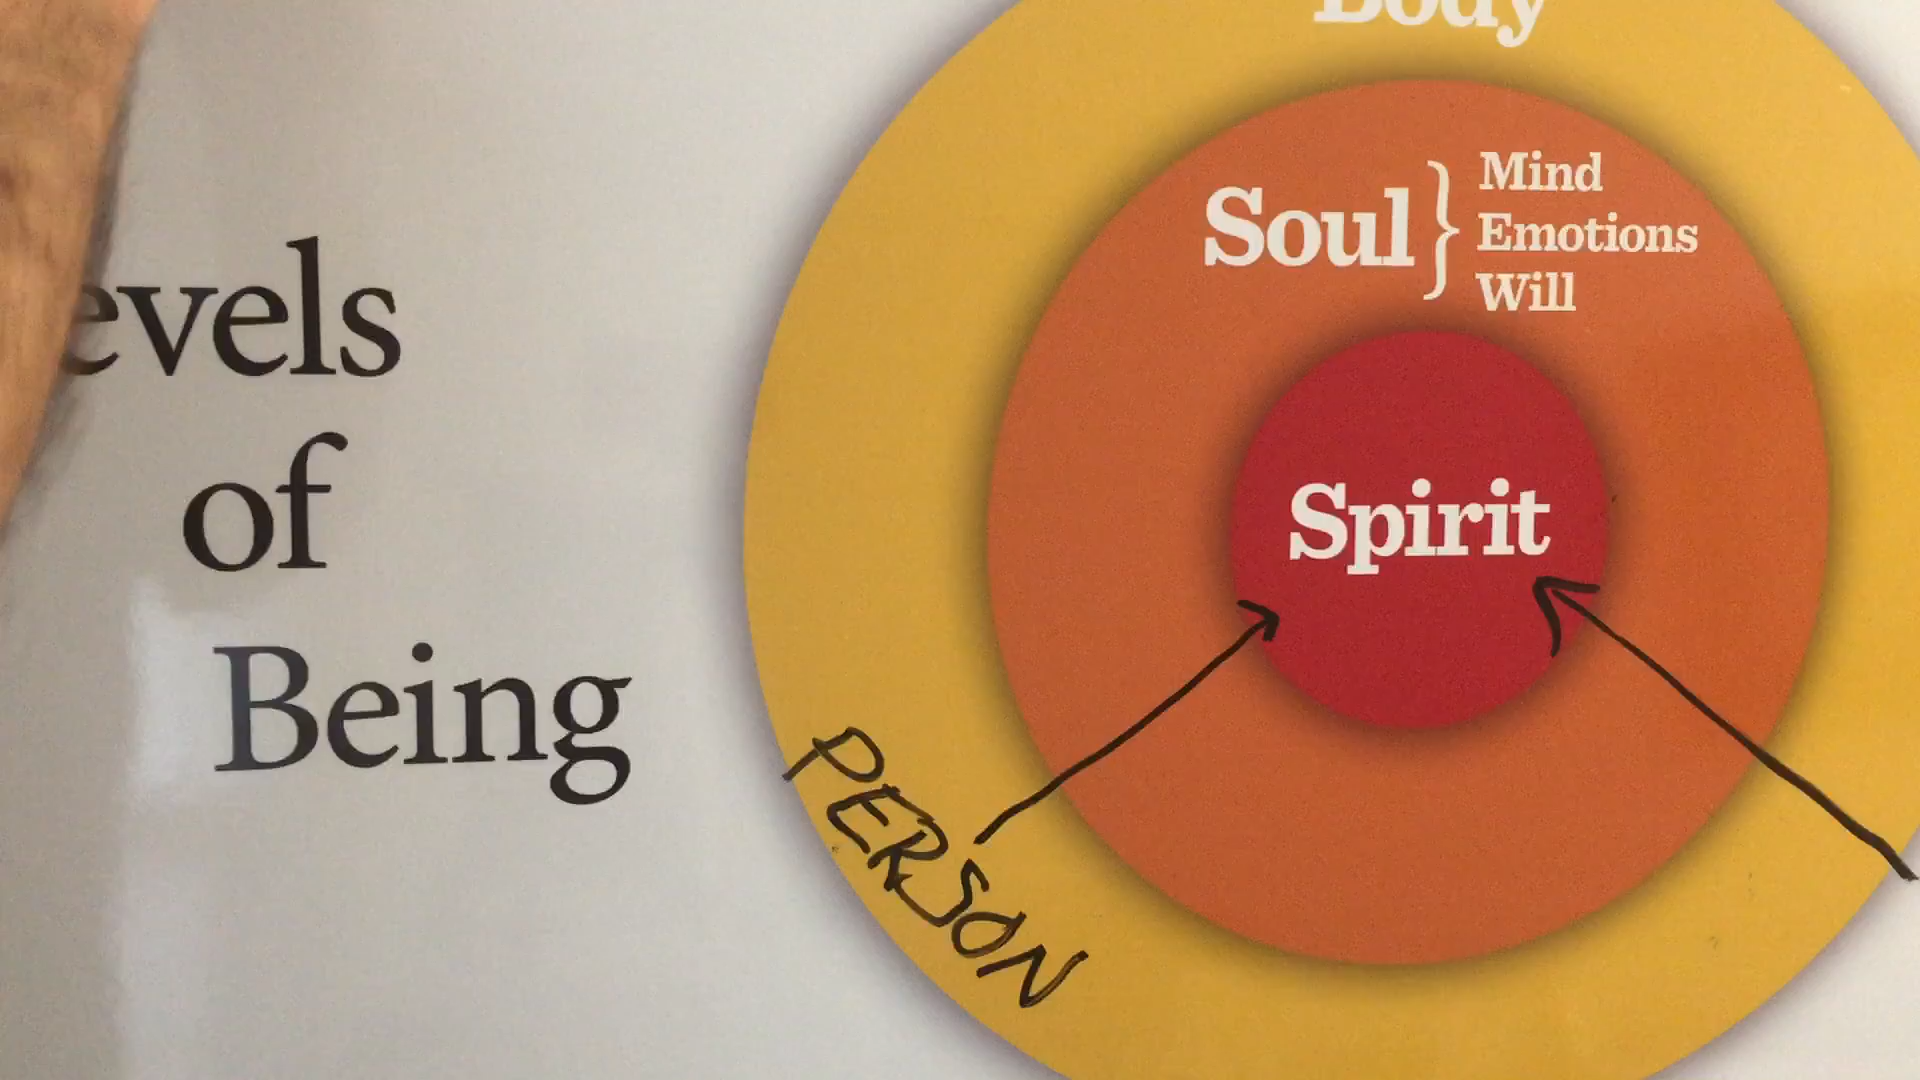 evels
of
Being
Body
Soul } Mind
Emotions
Will
Spirit
PERSON